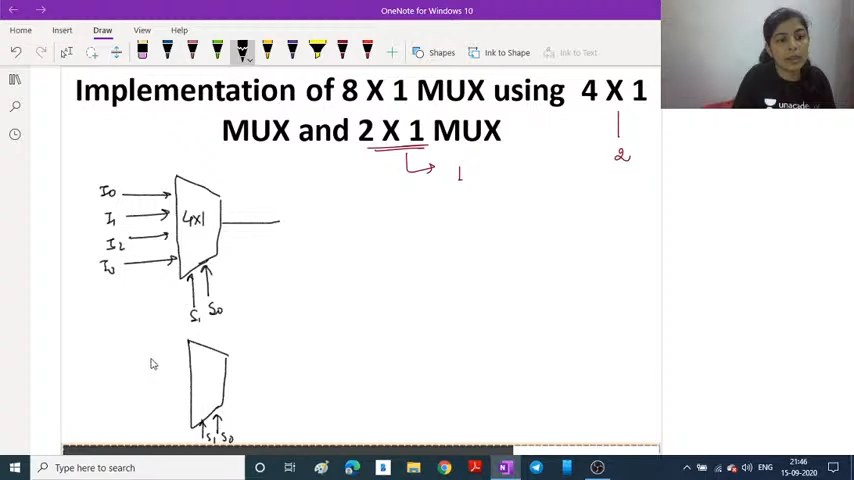 OneNote for Windows 10
Home Insert Draw View Help
Shapes Ink to Shape Ink to Text
Implementation of 8 X 1 MUX using 4 X 1
MUX and 2 X 1 MUX
2
1
I0
I1
I2
4x1
S1 S0
S1 S0
unacade
Type here to search
ENG
21:46
15-09-2020